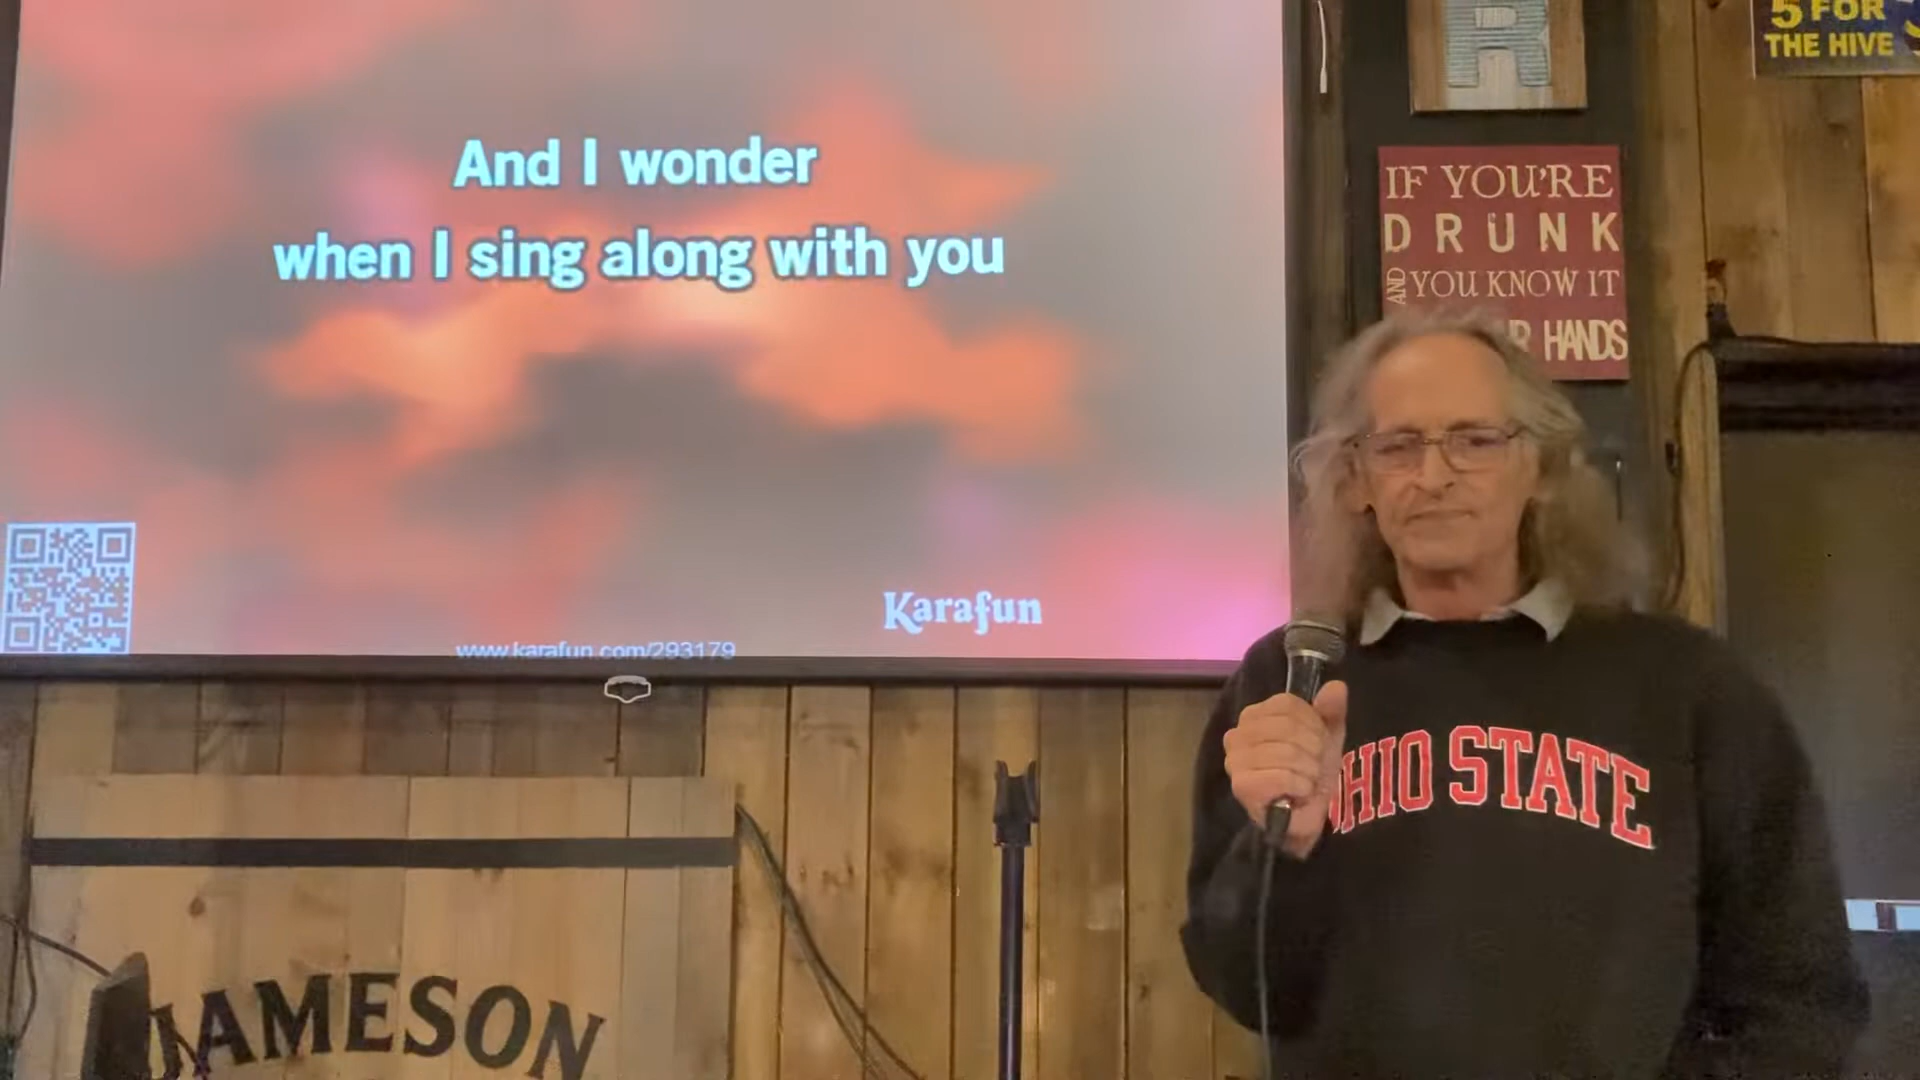 And I wonder
when I sing along with you
Karafun
www.karafun.com/293179
R
5 FOR
THE HIVE
IF YOU'RE
DRUNK
AND YOU KNOW IT
HANDS
OHIO STATE
JAMESON